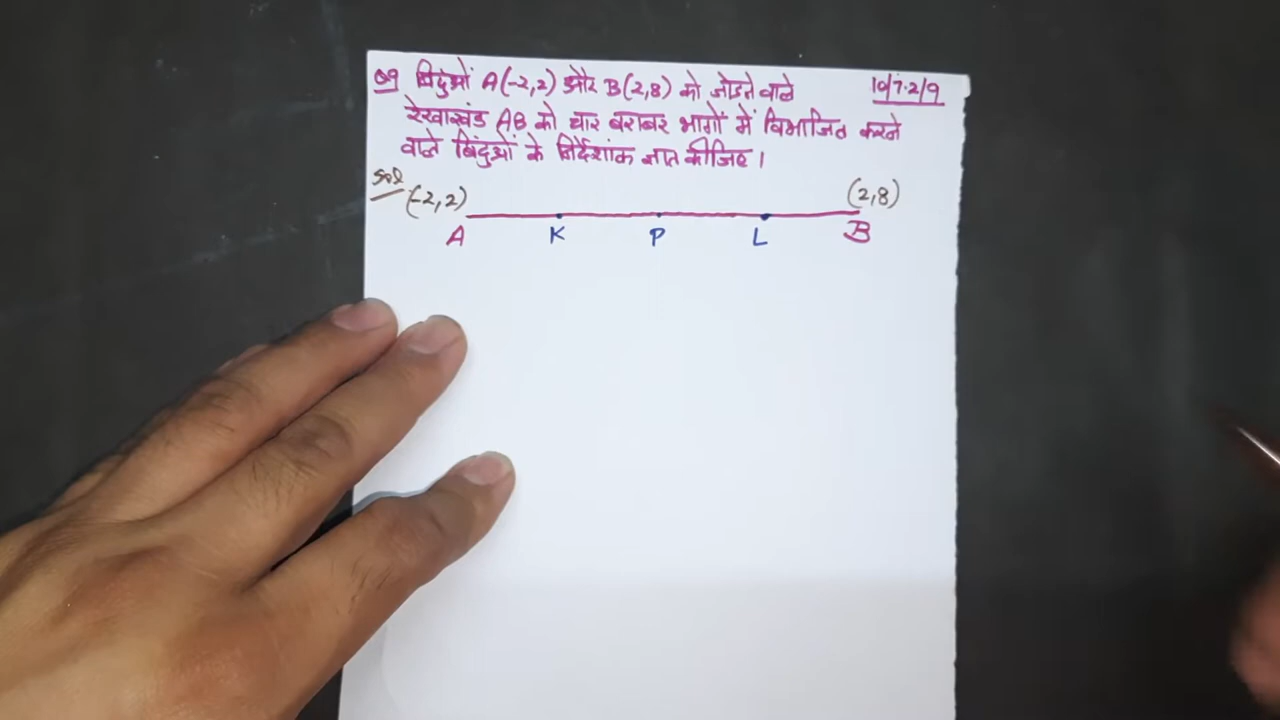 Q9 बिंदुओं A(-2,2) और B(2,8) को जोडने वाले 10/7.2/9
रेखाखंड AB को चार बराबर भागों में विभाजित करने
वाले बिंदुओं के निर्देशांक ज्ञात कीजिए।
Sol (-2,2) (2,8)
A K P L B